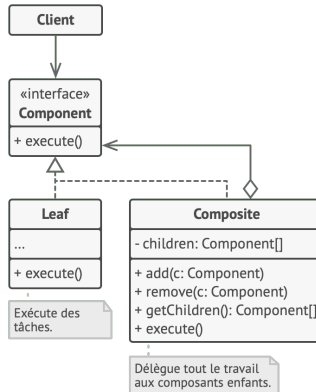 Client
«interface»
Component
+ execute()
Leaf
...
+ execute()
Exécute des
tâches.
Composite
- children: Component[]
+ add(c: Component)
+ remove(c: Component)
+ getChildren(): Component[]
+ execute()
Délègue tout le travail
aux composants enfants.